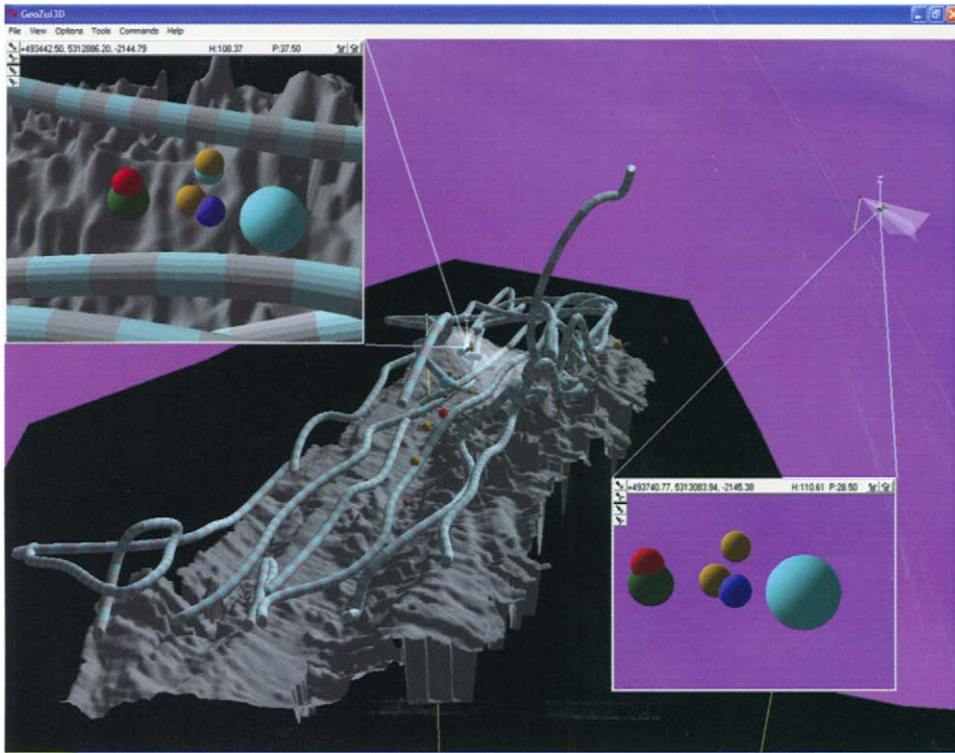 GeoZui3D
File View Options Tools Commands Help
+493442.50, 5312886.20, -2144.79 H:108.37 P:37.50
+493740.77, 5313083.94, -2145.38 H:110.61 P:28.50